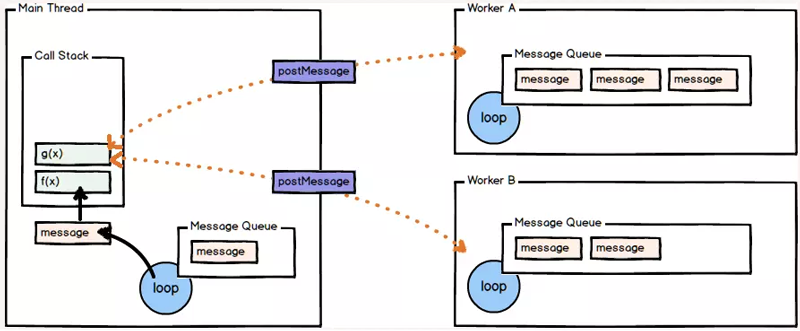 Main Thread
Call Stack
g(x)
f(x)
message
loop
Message Queue
message
postMessage
postMessage
Worker A
Message Queue
message message message
loop
Worker B
Message Queue
message message
loop